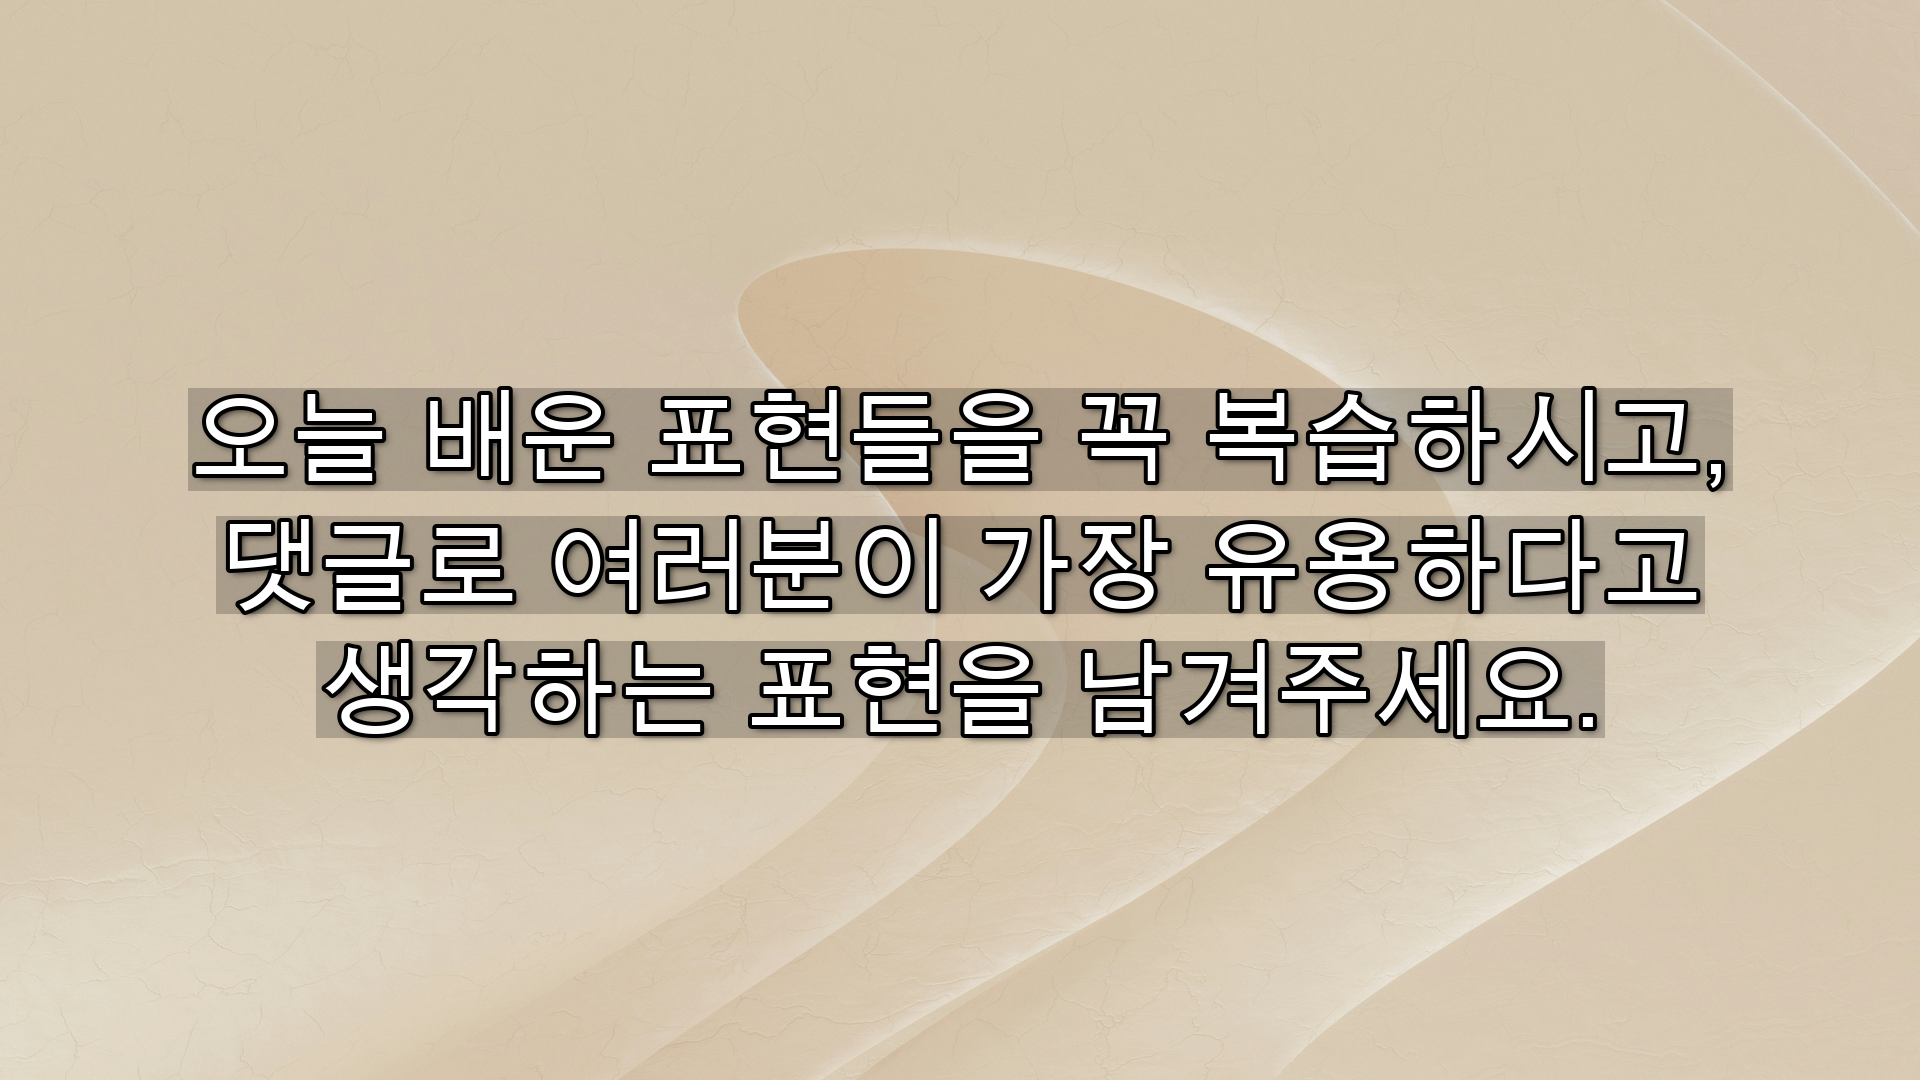 오늘 배운 표현들을 꼭 복습하시고,
댓글로 여러분이 가장 유용하다고
생각하는 표현을 남겨주세요.